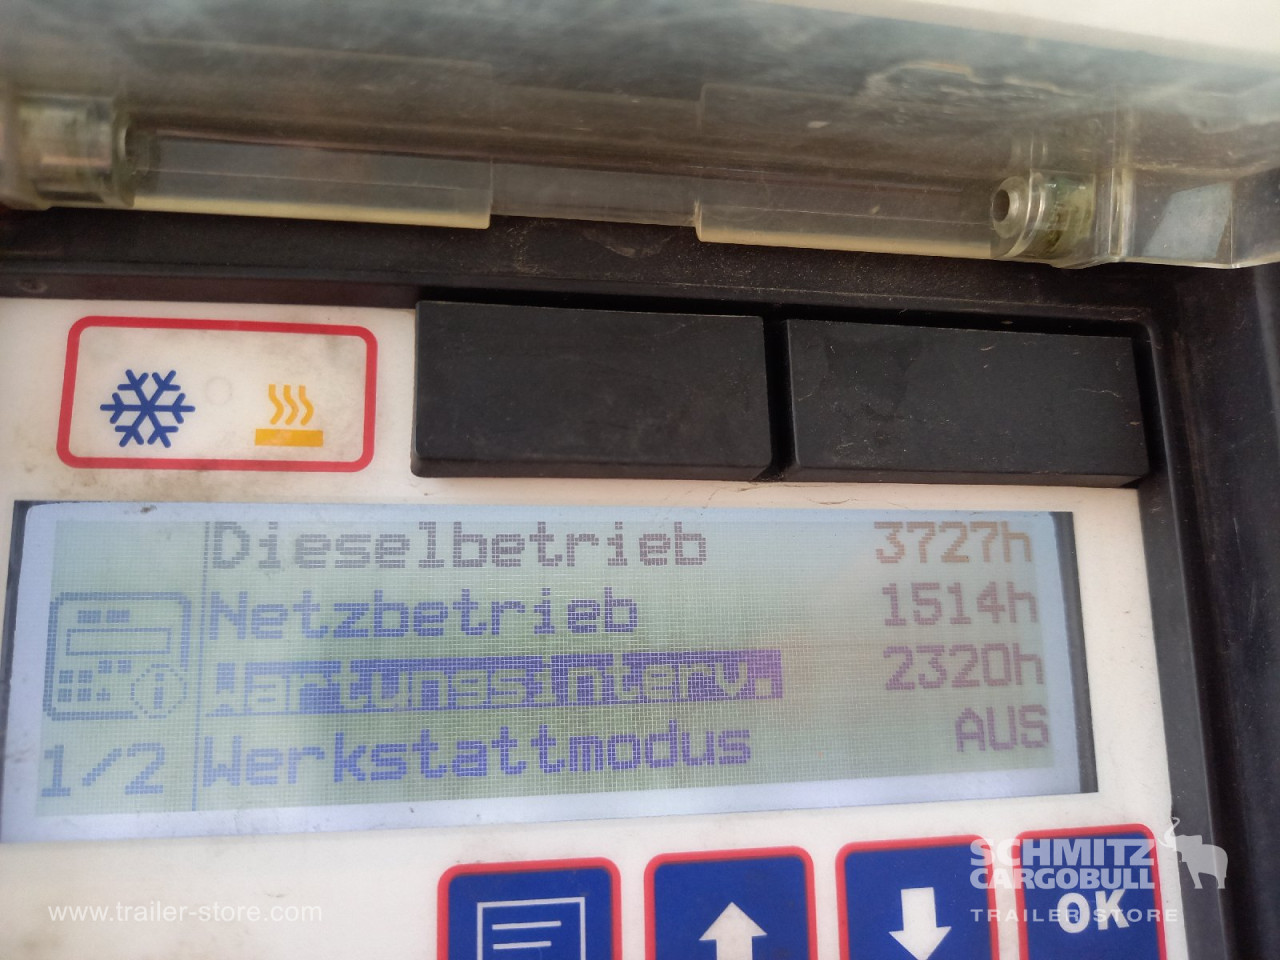 Dieselbetrieb 3727h
Netzbetrieb 1514h
Wartungsinterv. 2320h
Werkstattmodus AUS
1/2
OK
SCHMITZ
CARGOBULL
TRAILER STORE
www.trailer-store.com